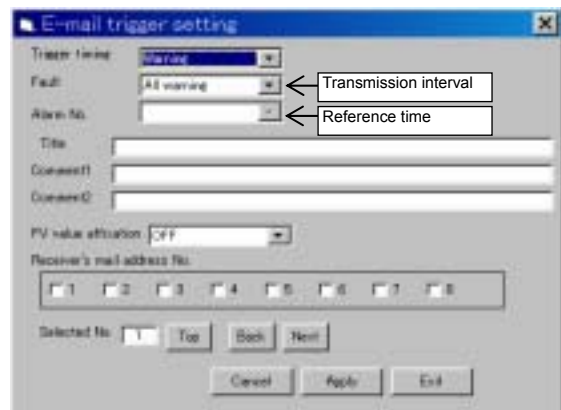 E-mail trigger setting
Trigger timing Warning
Fault All warning Transmission interval
Alarm No. Reference time
Title
Comment1
Comment2
PV value attation OFF
Receiver's mail address No.
1 2 3 4 5 6 7 8
Selected No. 1 Top Back Next
Cancel Apply Exit